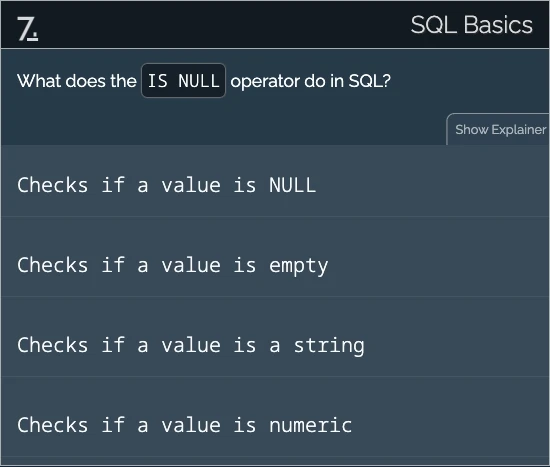 7.
SQL Basics
What does the IS NULL operator do in SQL?
Show Explainer
Checks if a value is NULL
Checks if a value is empty
Checks if a value is a string
Checks if a value is numeric